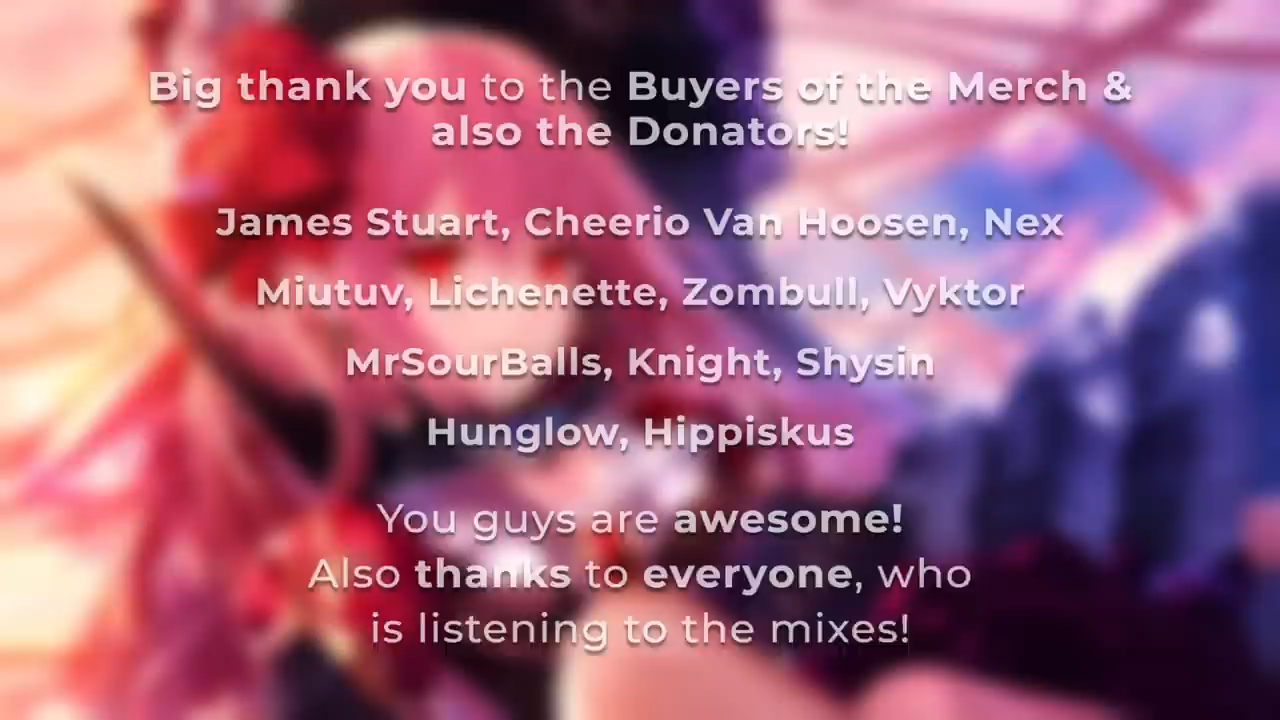 Big thank you to the Buyers of the Merch &
also the Donators!
James Stuart, Cheerio Van Hoosen, Nex
Miutuv, Lichenette, Zombull, Vyktor
MrSourBalls, Knight, Shysin
Hunglow, Hippiskus
You guys are awesome!
Also thanks to everyone, who
is listening to the mixes!